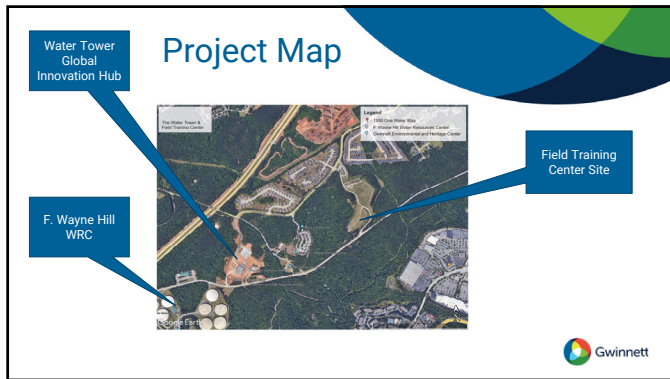 Project Map
Water Tower
Global
Innovation Hub
The Water Tower &
Field Training Center
Legend
1500 One Water Way
F. Wayne Hill Water Resources Center
Gwinnett Environmental and Heritage Center
Field Training
Center Site
F. Wayne Hill
WRC
Google Earth
Gwinnett